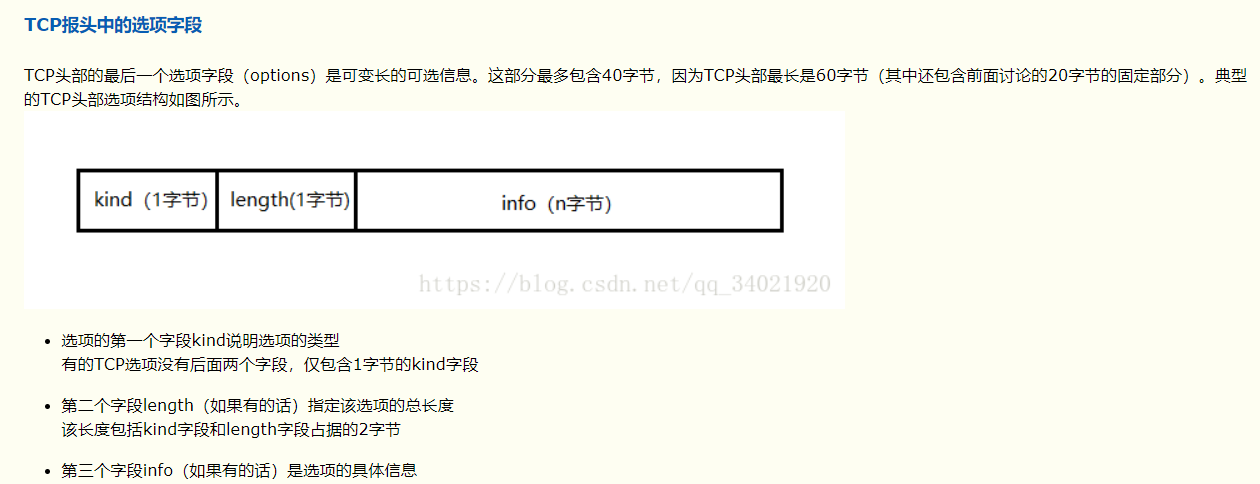 TCP报头中的选项字段
TCP头部的最后一个选项字段（options）是可变长的可选信息。这部分最多包含40字节，因为TCP头部最长是60字节（其中还包含前面讨论的20字节的固定部分）。典型
的TCP头部选项结构如图所示。
kind（1字节） length(1字节) info（n字节）
https://blog.csdn.net/qq_34021920
• 选项的第一个字段kind说明选项的类型
有的TCP选项没有后面两个字段，仅包含1字节的kind字段
• 第二个字段length（如果有的话）指定该选项的总长度
该长度包括kind字段和length字段占据的2字节
• 第三个字段info（如果有的话）是选项的具体信息